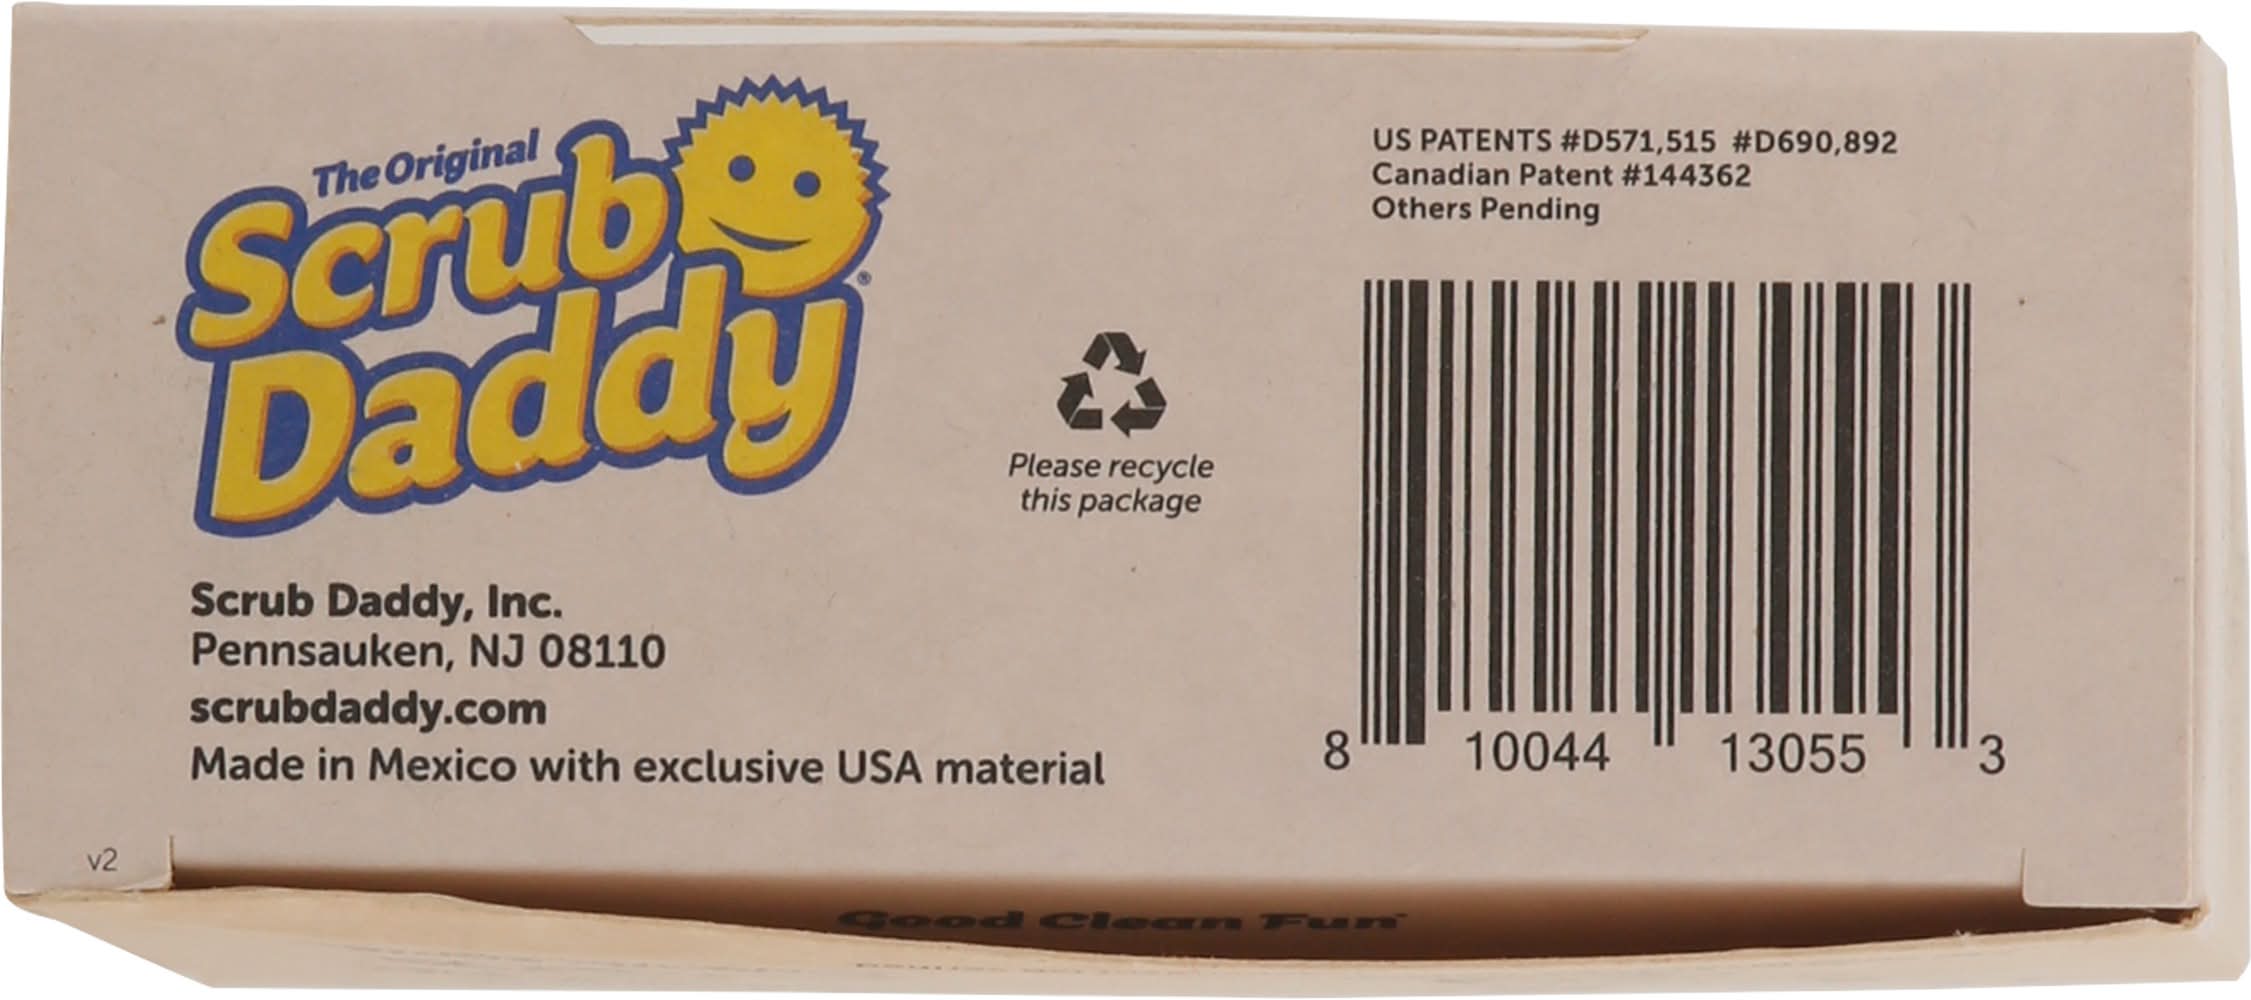 The Original
Scrub
Daddy®
Scrub Daddy, Inc.
Pennsauken, NJ 08110
scrubdaddy.com
Made in Mexico with exclusive USA material
v2
Please recycle
this package
US PATENTS #D571,515 #D690,892
Canadian Patent #144362
Others Pending
8 10044 13055 3
Good Clean Fun